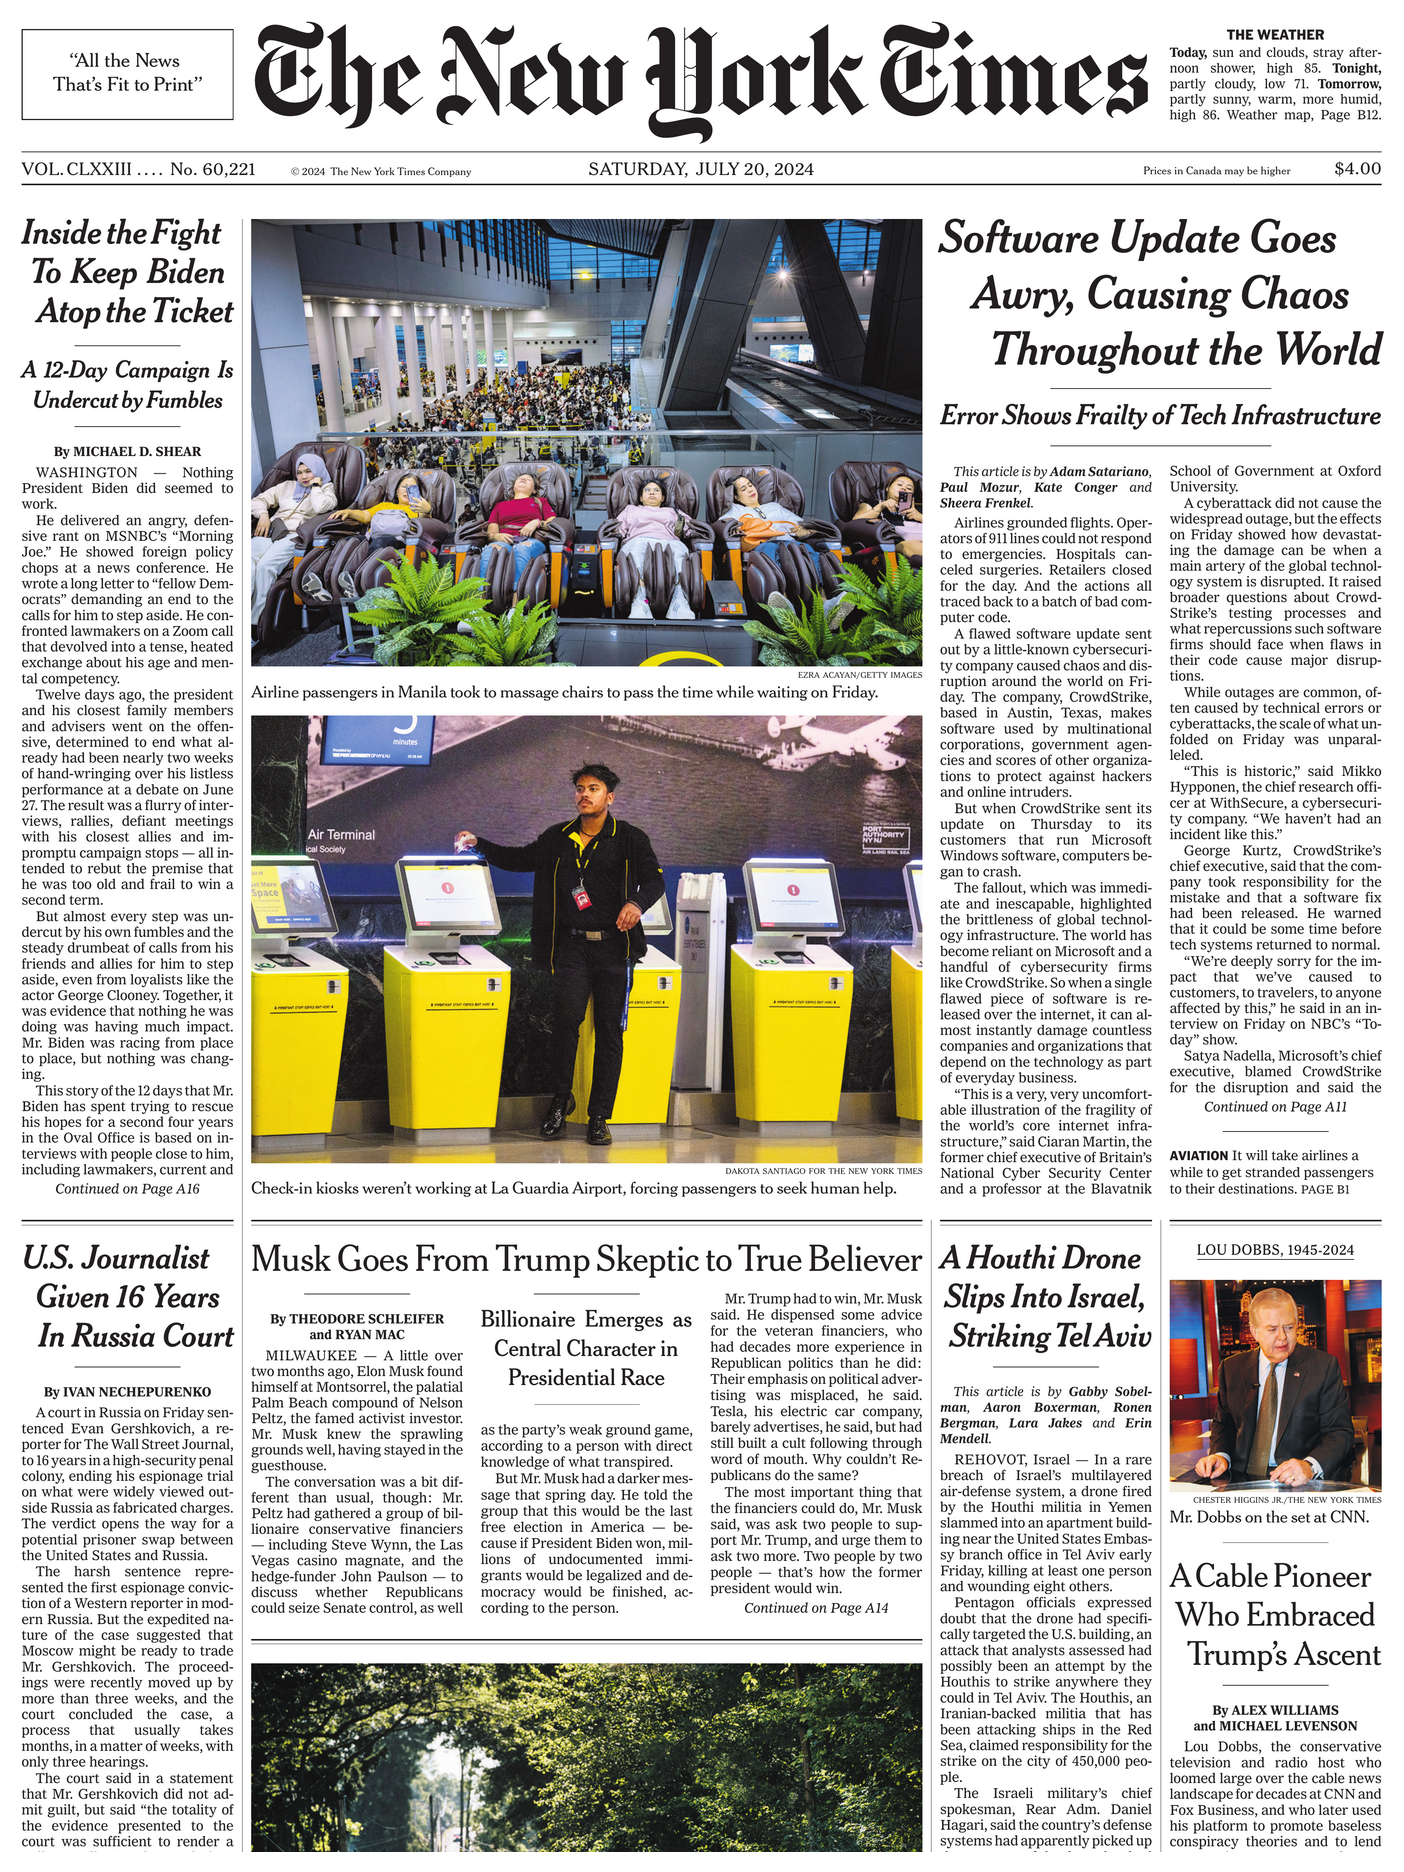 “All the News
That’s Fit to Print”
The New York Times
THE WEATHER
Today, sun and clouds, stray after-
noon shower, high 85. Tonight,
partly cloudy, low 71. Tomorrow,
partly sunny, warm, more humid,
high 86. Weather map, Page B12.
VOL. CLXXIII .... No. 60,221
© 2024 The New York Times Company
SATURDAY, JULY 20, 2024
Prices in Canada may be higher
$4.00
Inside the Fight
To Keep Biden
Atop the Ticket
A 12-Day Campaign Is
Undercut by Fumbles
By MICHAEL D. SHEAR
WASHINGTON — Nothing
President Biden did seemed to
work.
He delivered an angry, defen-
sive rant on MSNBC’s “Morning
Joe.” He showed foreign policy
chops at a news conference. He
wrote a long letter to “fellow Dem-
ocrats” demanding an end to the
calls for him to step aside. He con-
fronted lawmakers on a Zoom call
that devolved into a tense, heated
exchange about his age and men-
tal competency.
Twelve days ago, the president
and his closest family members
and advisers went on the offen-
sive, determined to end what al-
ready had been nearly two weeks
of hand-wringing over his listless
performance at a debate on June
27. The result was a flurry of inter-
views, rallies, defiant meetings
with his closest allies and im-
promptu campaign stops — all in-
tended to rebut the premise that
he was too old and frail to win a
second term.
But almost every step was un-
dercut by his own fumbles and the
steady drumbeat of calls from his
friends and allies for him to step
aside, even from loyalists like the
actor George Clooney. Together, it
was evidence that nothing he was
doing was having much impact.
Mr. Biden was racing from place
to place, but nothing was chang-
ing.
This story of the 12 days that Mr.
Biden has spent trying to rescue
his hopes for a second four years
in the Oval Office is based on in-
terviews with people close to him,
including lawmakers, current and
Continued on Page A16
EZRA ACAYAN/GETTY IMAGES
Airline passengers in Manila took to massage chairs to pass the time while waiting on Friday.
5
minutes
Air Terminal
ical Society
PORT
AUTHORITY
NY NJ
AIR LAND RAIL SEA
DAKOTA SANTIAGO FOR THE NEW YORK TIMES
Check-in kiosks weren’t working at La Guardia Airport, forcing passengers to seek human help.
Software Update Goes
Awry, Causing Chaos
Throughout the World
Error Shows Frailty of Tech Infrastructure
This article is by Adam Satariano,
Paul Mozur, Kate Conger and
Sheera Frenkel.
Airlines grounded flights. Oper-
ators of 911 lines could not respond
to emergencies. Hospitals can-
celed surgeries. Retailers closed
for the day. And the actions all
traced back to a batch of bad com-
puter code.
A flawed software update sent
out by a little-known cybersecuri-
ty company caused chaos and dis-
ruption around the world on Fri-
day. The company, CrowdStrike,
based in Austin, Texas, makes
software used by multinational
corporations, government agen-
cies and scores of other organiza-
tions to protect against hackers
and online intruders.
But when CrowdStrike sent its
update on Thursday to its
customers that run Microsoft
Windows software, computers be-
gan to crash.
The fallout, which was immedi-
ate and inescapable, highlighted
the brittleness of global technol-
ogy infrastructure. The world has
become reliant on Microsoft and a
handful of cybersecurity firms
like CrowdStrike. So when a single
flawed piece of software is re-
leased over the internet, it can al-
most instantly damage countless
companies and organizations that
depend on the technology as part
of everyday business.
“This is a very, very uncomfort-
able illustration of the fragility of
the world’s core internet infra-
structure,” said Ciaran Martin, the
former chief executive of Britain’s
National Cyber Security Center
and a professor at the Blavatnik
School of Government at Oxford
University.
A cyberattack did not cause the
widespread outage, but the effects
on Friday showed how devastat-
ing the damage can be when a
main artery of the global technol-
ogy system is disrupted. It raised
broader questions about Crowd-
Strike’s testing processes and
what repercussions such software
firms should face when flaws in
their code cause major disrup-
tions.
While outages are common, of-
ten caused by technical errors or
cyberattacks, the scale of what un-
folded on Friday was unparal-
leled.
“This is historic,” said Mikko
Hypponen, the chief research offi-
cer at WithSecure, a cybersecuri-
ty company. “We haven’t had an
incident like this.”
George Kurtz, CrowdStrike’s
chief executive, said that the com-
pany took responsibility for the
mistake and that a software fix
had been released. He warned
that it could be some time before
tech systems returned to normal.
“We’re deeply sorry for the im-
pact that we’ve caused to
customers, to travelers, to anyone
affected by this,” he said in an in-
terview on Friday on NBC’s “To-
day” show.
Satya Nadella, Microsoft’s chief
executive, blamed CrowdStrike
for the disruption and said the
Continued on Page A11
AVIATION It will take airlines a
while to get stranded passengers
to their destinations. PAGE B1
U.S. Journalist
Given 16 Years
In Russia Court
By IVAN NECHEPURENKO
A court in Russia on Friday sen-
tenced Evan Gershkovich, a re-
porter for The Wall Street Journal,
to 16 years in a high-security penal
colony, ending his espionage trial
on what were widely viewed out-
side Russia as fabricated charges.
The verdict opens the way for a
potential prisoner swap between
the United States and Russia.
The harsh sentence repre-
sented the first espionage convic-
tion of a Western reporter in mod-
ern Russia. But the expedited na-
ture of the case suggested that
Moscow might be ready to trade
Mr. Gershkovich. The proceed-
ings were recently moved up by
more than three weeks, and the
court concluded the case, a
process that usually takes
months, in a matter of weeks, with
only three hearings.
The court said in a statement
that Mr. Gershkovich did not ad-
mit guilt, but said “the totality of
the evidence presented to the
court was sufficient to render a
Musk Goes From Trump Skeptic to True Believer
By THEODORE SCHLEIFER
and RYAN MAC
MILWAUKEE — A little over
two months ago, Elon Musk found
himself at Montsorrel, the palatial
Palm Beach compound of Nelson
Peltz, the famed activist investor.
Mr. Musk knew the sprawling
grounds well, having stayed in the
guesthouse.
The conversation was a bit dif-
ferent than usual, though: Mr.
Peltz had gathered a group of bil-
lionaire conservative financiers
— including Steve Wynn, the Las
Vegas casino magnate, and the
hedge-funder John Paulson — to
discuss whether Republicans
could seize Senate control, as well
Billionaire Emerges as
Central Character in
Presidential Race
as the party’s weak ground game,
according to a person with direct
knowledge of what transpired.
But Mr. Musk had a darker mes-
sage that spring day. He told the
group that this would be the last
free election in America — be-
cause if President Biden won, mil-
lions of undocumented immi-
grants would be legalized and de-
mocracy would be finished, ac-
cording to the person.
Mr. Trump had to win, Mr. Musk
said. He dispensed some advice
for the veteran financiers, who
had decades more experience in
Republican politics than he did:
Their emphasis on political adver-
tising was misplaced, he said.
Tesla, his electric car company,
barely advertises, he said, but had
still built a cult following through
word of mouth. Why couldn’t Re-
publicans do the same?
The most important thing that
the financiers could do, Mr. Musk
said, was ask two people to sup-
port Mr. Trump, and urge them to
ask two more. Two people by two
people — that’s how the former
president would win.
Continued on Page A14
A Houthi Drone
Slips Into Israel,
Striking Tel Aviv
This article is by Gabby Sobel-
man, Aaron Boxerman, Ronen
Bergman, Lara Jakes and Erin
Mendell.
REHOVOT, Israel — In a rare
breach of Israel’s multilayered
air-defense system, a drone fired
by the Houthi militia in Yemen
slammed into an apartment build-
ing near the United States Embas-
sy branch office in Tel Aviv early
Friday, killing at least one person
and wounding eight others.
Pentagon officials expressed
doubt that the drone had specifi-
cally targeted the U.S. building, an
attack that analysts assessed had
possibly been an attempt by the
Houthis to strike anywhere they
could in Tel Aviv. The Houthis, an
Iranian-backed militia that has
been attacking ships in the Red
Sea, claimed responsibility for the
strike on the city of 450,000 peo-
ple.
The Israeli military’s chief
spokesman, Rear Adm. Daniel
Hagari, said the country’s defense
systems had apparently picked up
LOU DOBBS, 1945-2024
CHESTER HIGGINS JR./THE NEW YORK TIMES
Mr. Dobbs on the set at CNN.
A Cable Pioneer
Who Embraced
Trump’s Ascent
By ALEX WILLIAMS
and MICHAEL LEVENSON
Lou Dobbs, the conservative
television and radio host who
loomed large over the cable news
landscape for decades at CNN and
Fox Business, and who later used
his platform to promote baseless
conspiracy theories and to lend